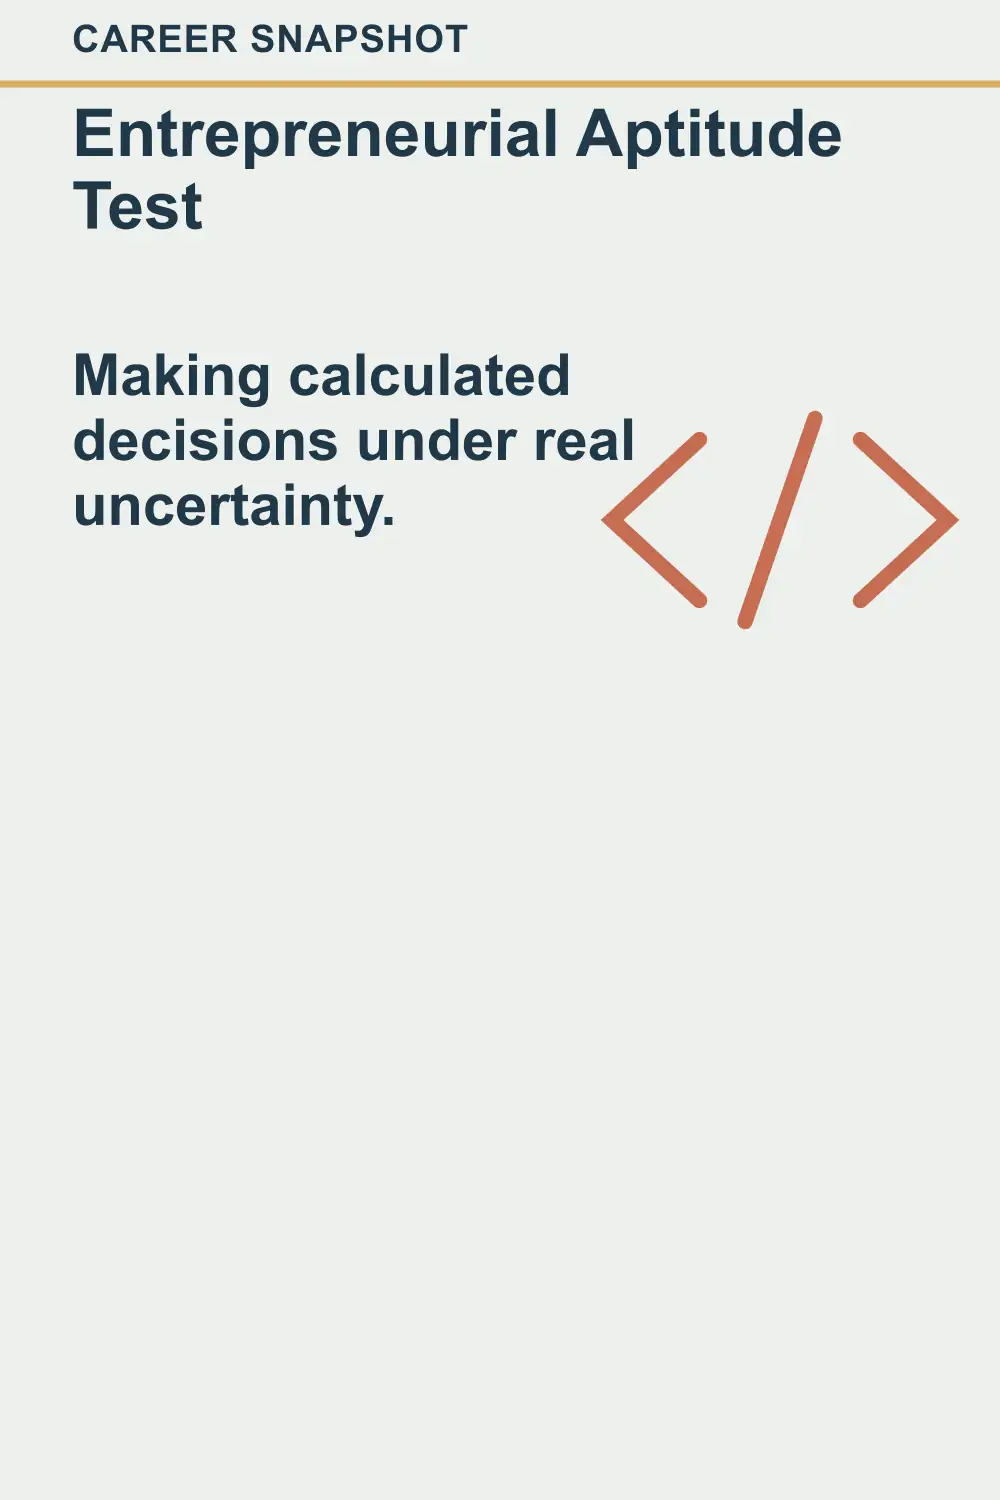 CAREER SNAPSHOT
Entrepreneurial Aptitude
Test
Making calculated
decisions under real
uncertainty.